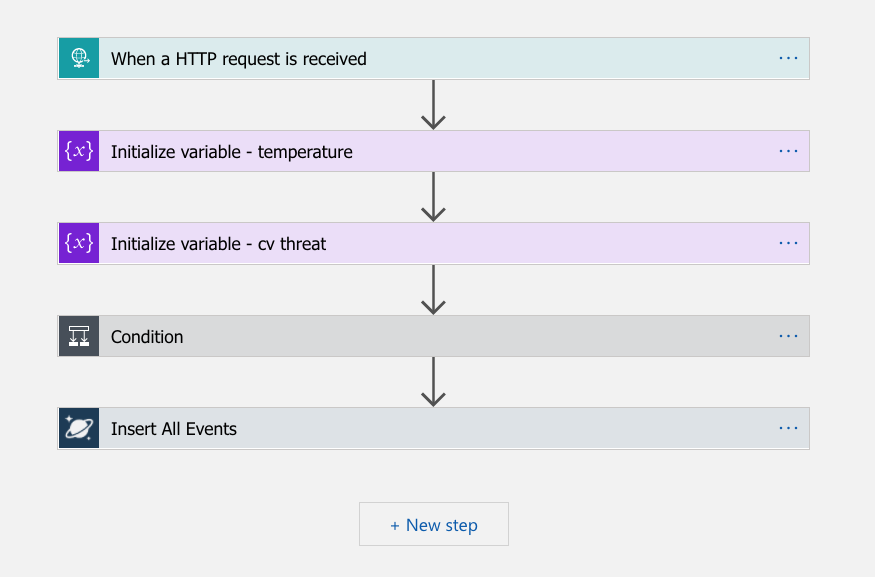 When a HTTP request is received
...
{x} Initialize variable - temperature
...
{x} Initialize variable - cv threat
...
Condition
...
Insert All Events
...
+ New step